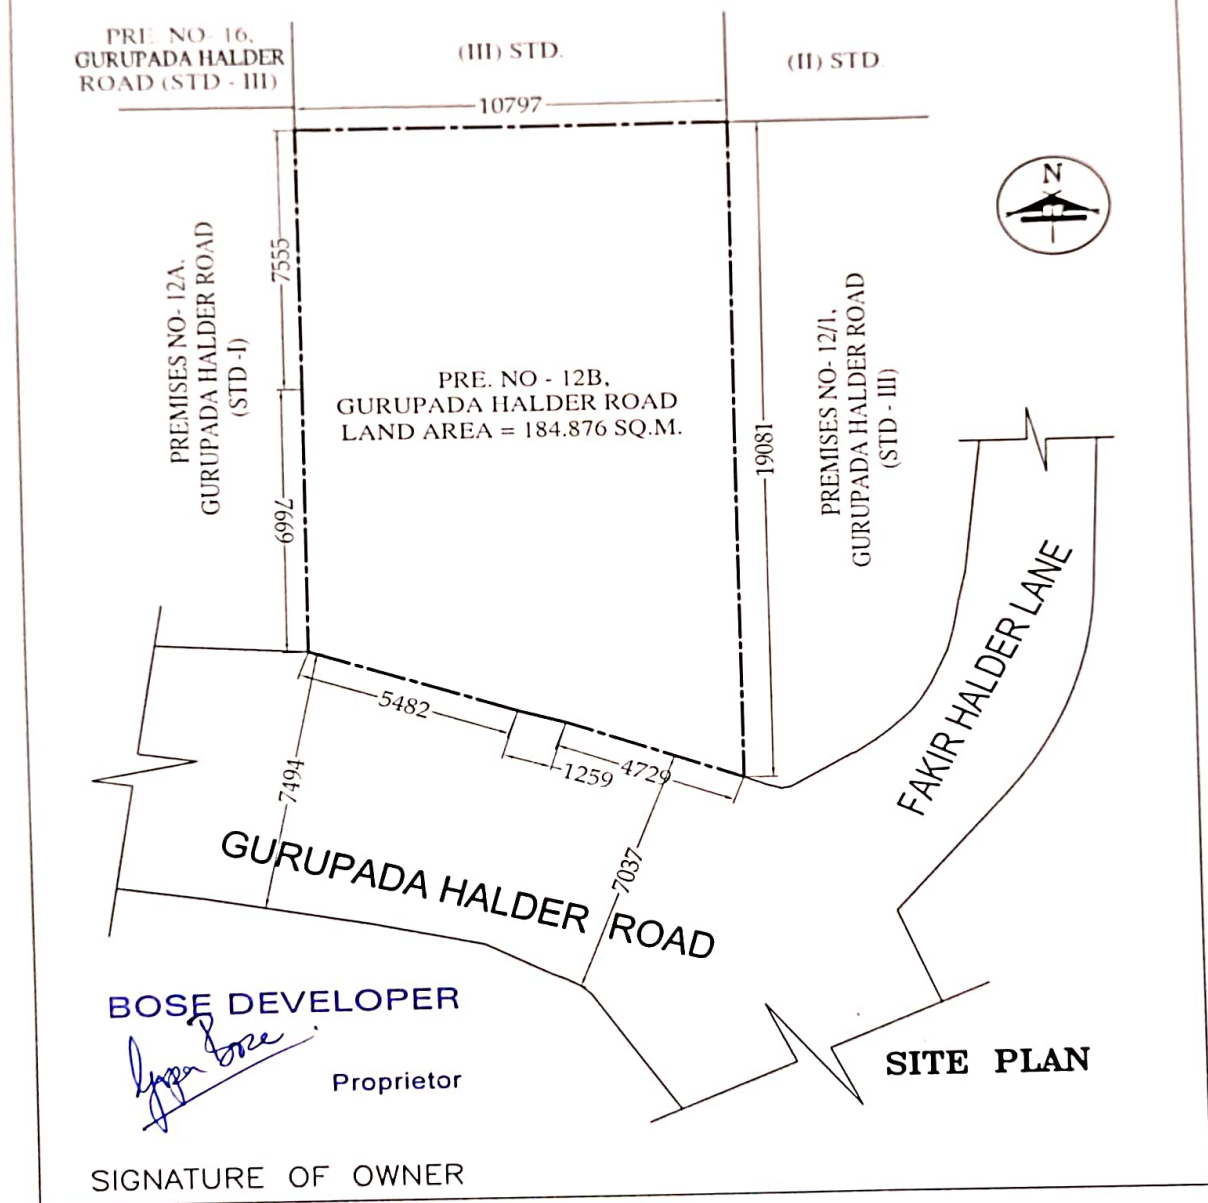 PRE. NO- 16,
GURUPADA HALDER
ROAD (STD - III)
(III) STD.
(II) STD.
10797
N
7555
PREMISES NO- 12A,
GURUPADA HALDER ROAD
(STD -I)
PRE. NO - 12B,
GURUPADA HALDER ROAD
LAND AREA = 184.876 SQ.M.
19081
PREMISES NO- 12/1,
GURUPADA HALDER ROAD
(STD - III)
7669
FAKIR HALDER LANE
5482
1259
4729
7494
7037
GURUPADA HALDER ROAD
BOSE DEVELOPER
Bose
Proprietor
SITE PLAN
SIGNATURE OF OWNER